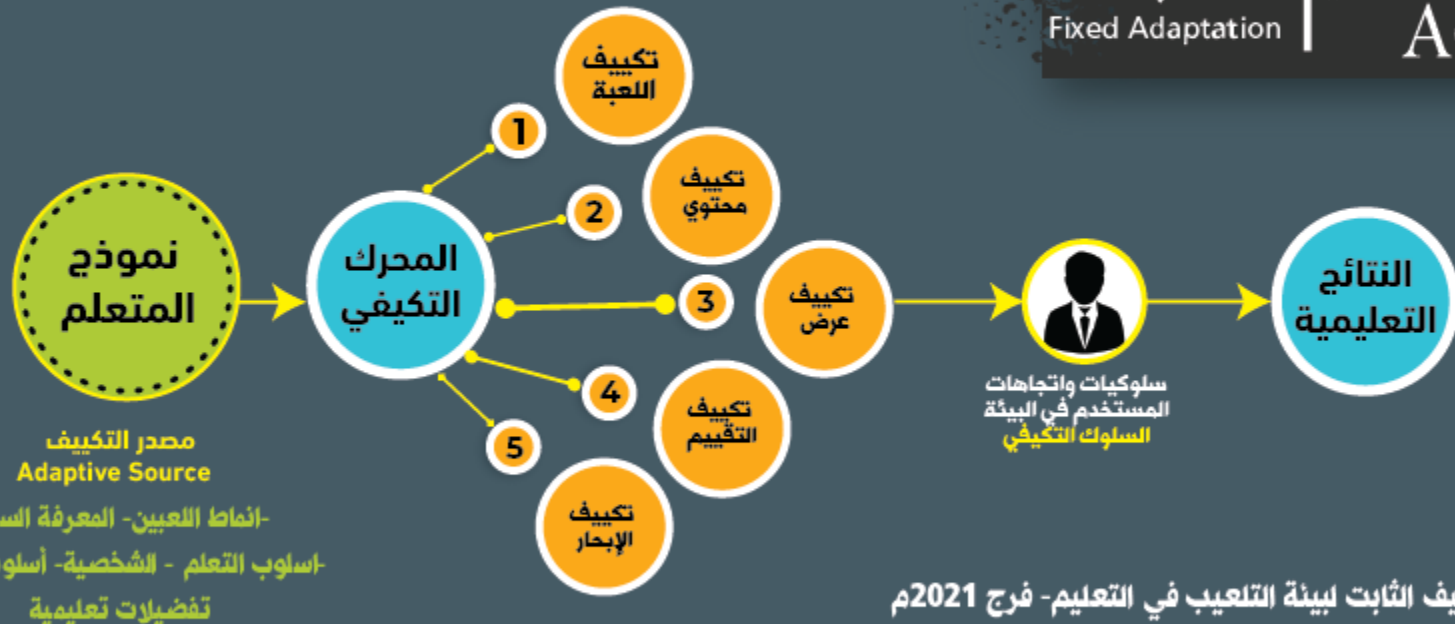 Fixed Adaptation
تكييف
اللعبة
1
تكييف
محتوي
2
نموذج
المتعلم
المحرك
التكيفي
3
تكييف
عرض
النتائج
التعليمية
سلوكيات واتجاهات
المستخدم في البيئة
السلوك التكيفي
4
تكييف
التقييم
5
تكييف
الإبحار
مصدر التكييف
Adaptive Source
-انماط اللعبين- المعرفة
-اسلوب التعلم - الشخصية-
تفضيلات تعليمية
الثابت لبيئة التلعيب في التعليم- فرج 2021م